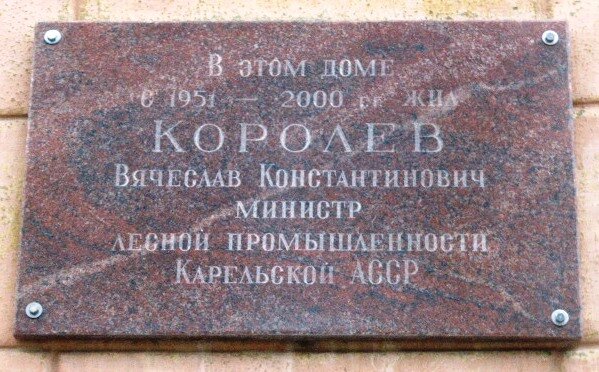 В ЭТОМ ДОМЕ
С 1951 — 2000 гг. ЖИЛ
КОРОЛЕВ
ВЯЧЕСЛАВ КОНСТАНТИНОВИЧ
МИНИСТР
ЛЕСНОЙ ПРОМЫШЛЕННОСТИ
КАРЕЛЬСКОЙ АССР